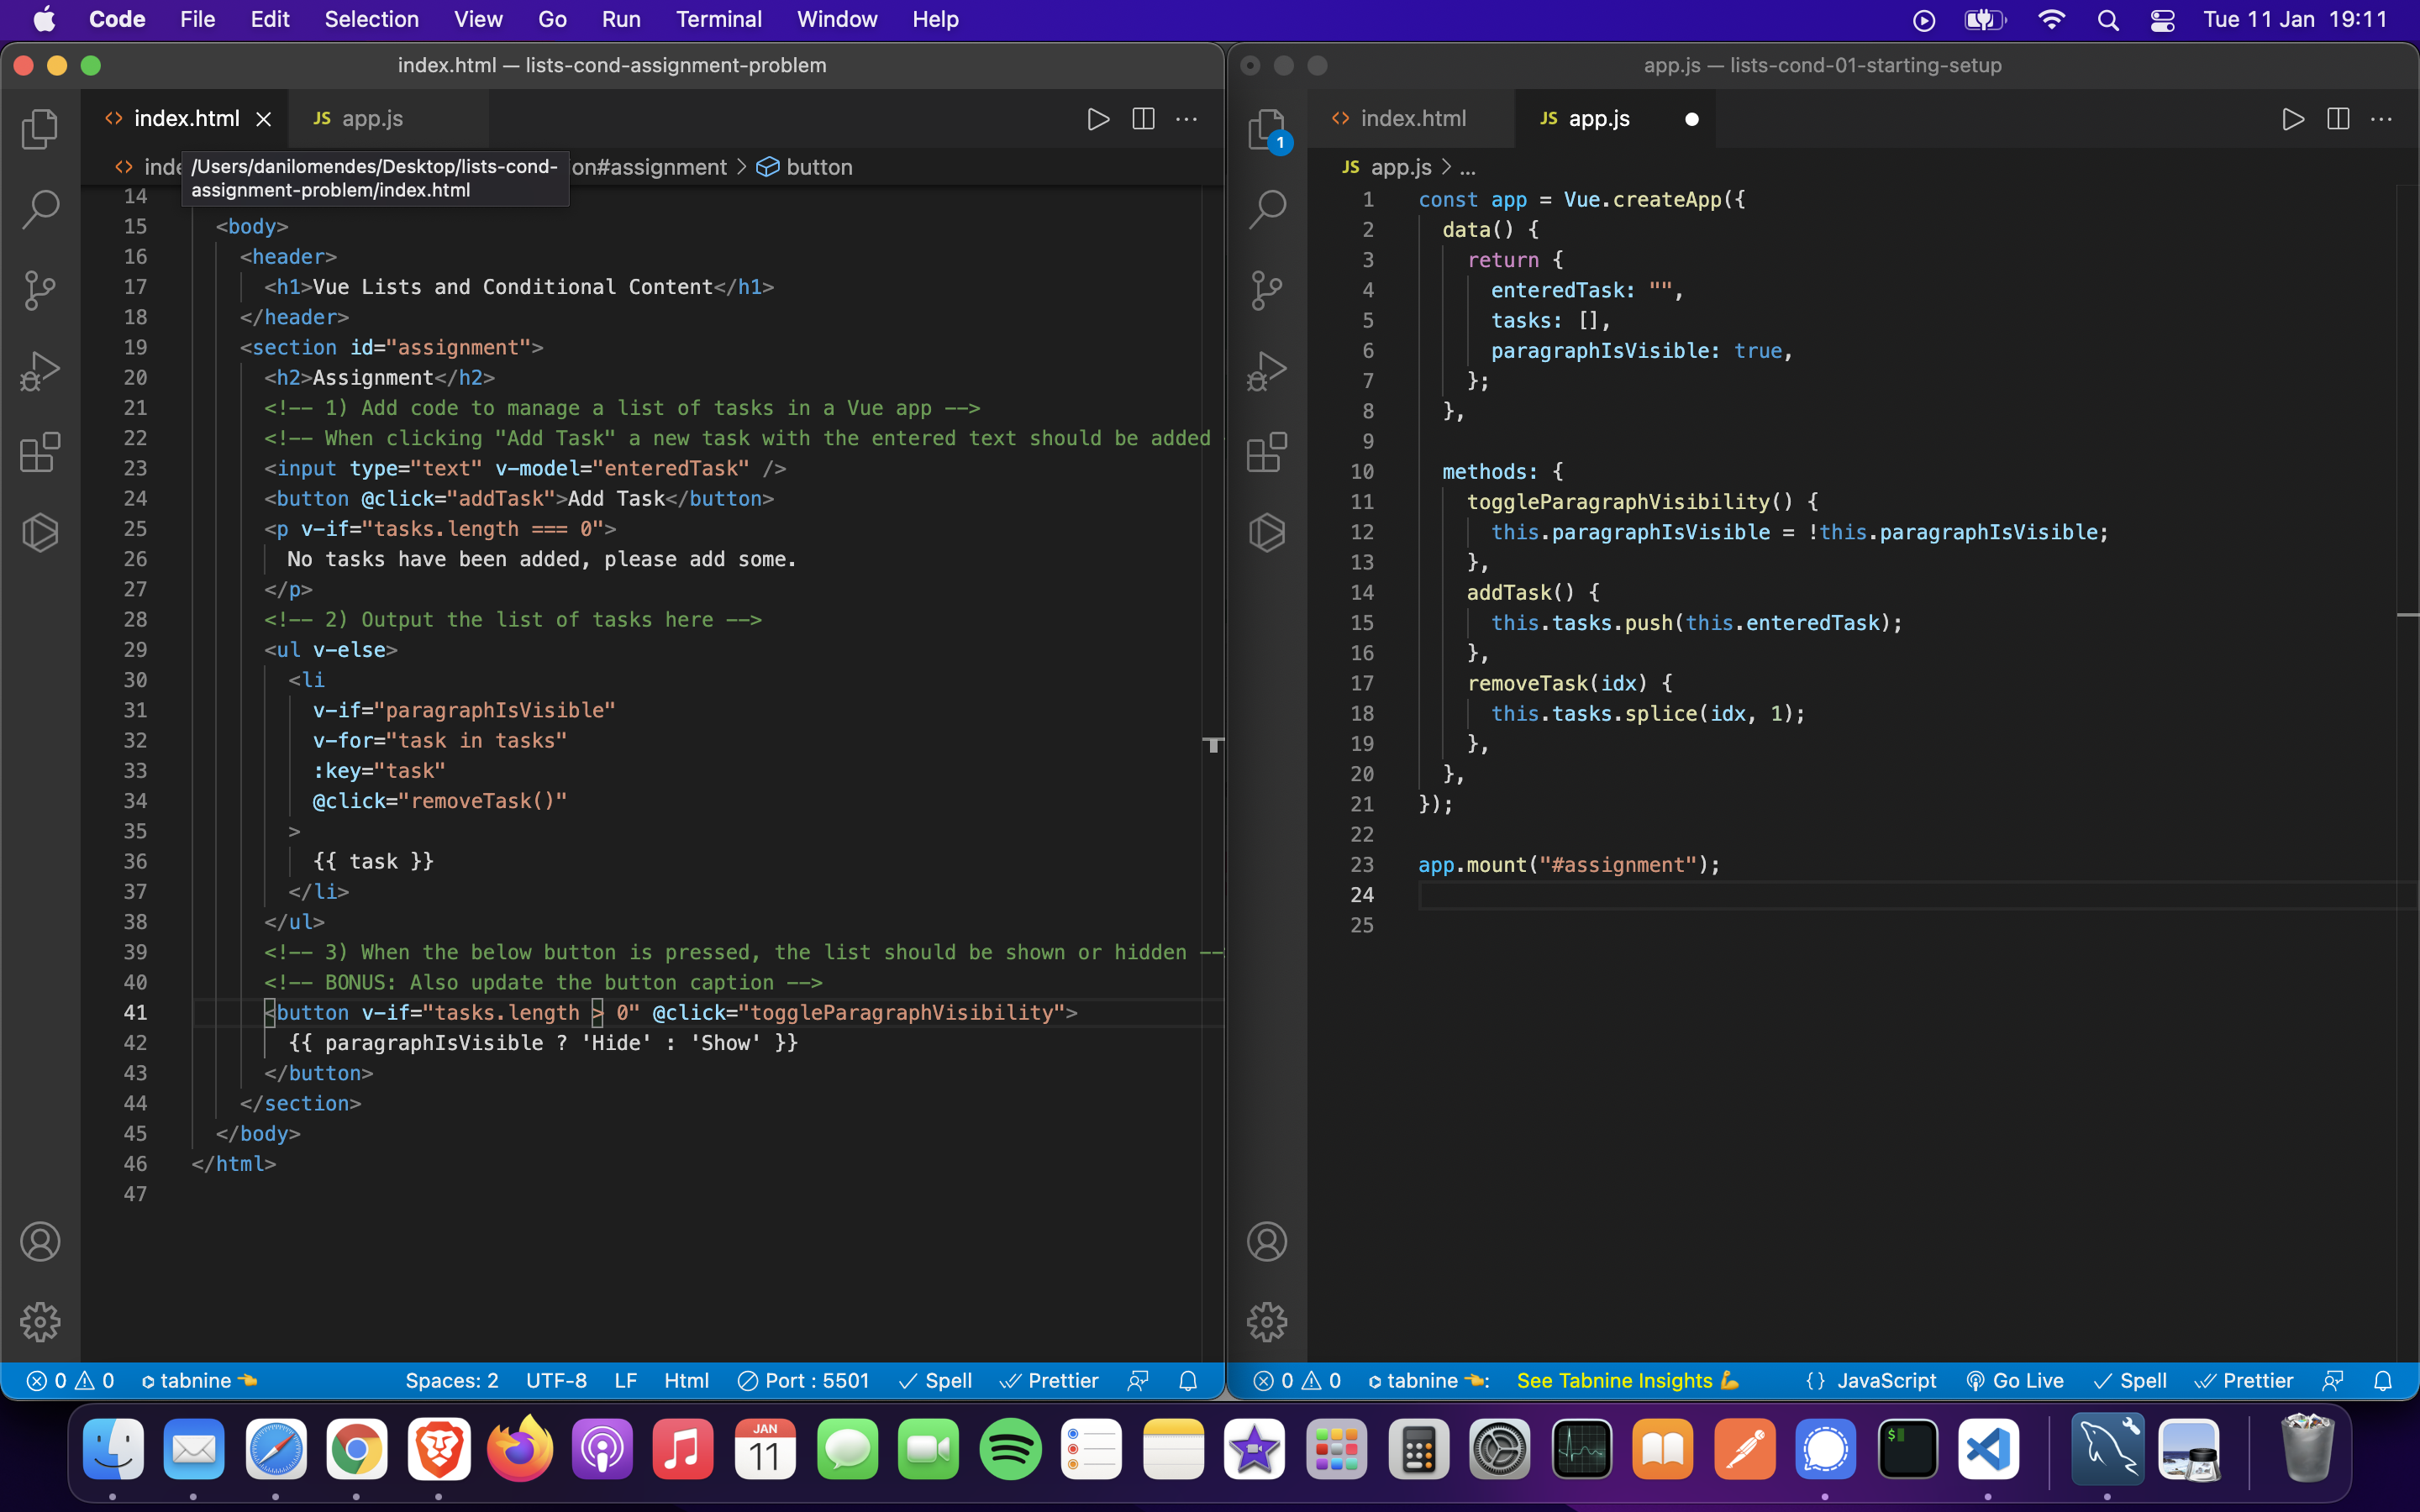 Code File Edit Selection View Go Run Terminal Window Help Tue 11 Jan 19:11
index.html — lists-cond-assignment-problem
index.html
JS app.js
/Users/danilomendes/Desktop/lists-cond-
assignment-problem/index.html
inde
on#assignment > button
14
15 <body>
16 <header>
17 <h1>Vue Lists and Conditional Content</h1>
18 </header>
19 <section id="assignment">
20 <h2>Assignment</h2>
21 <!-- 1) Add code to manage a list of tasks in a Vue app -->
22 <!-- When clicking "Add Task" a new task with the entered text should be added
23 <input type="text" v-model="enteredTask" />
24 <button @click="addTask">Add Task</button>
25 <p v-if="tasks.length === 0">
26 No tasks have been added, please add some.
27 </p>
28 <!-- 2) Output the list of tasks here -->
29 <ul v-else>
30 <li
31 v-if="paragraphIsVisible"
32 v-for="task in tasks"
33 :key="task"
34 @click="removeTask()"
35 >
36 {{ task }}
37 </li>
38 </ul>
39 <!-- 3) When the below button is pressed, the list should be shown or hidden --
40 <!-- BONUS: Also update the button caption -->
41 <button v-if="tasks.length > 0" @click="toggleParagraphVisibility">
42 {{ paragraphIsVisible ? 'Hide' : 'Show' }}
43 </button>
44 </section>
45 </body>
46 </html>
47
0 0 tabnine Spaces: 2 UTF-8 LF Html Port : 5501 Spell Prettier
app.js — lists-cond-01-starting-setup
index.html
JS app.js
1
JS app.js > ...
1 const app = Vue.createApp({
2 data() {
3 return {
4 enteredTask: "",
5 tasks: [],
6 paragraphIsVisible: true,
7 };
8 },
9
10 methods: {
11 toggleParagraphVisibility() {
12 this.paragraphIsVisible = !this.paragraphIsVisible;
13 },
14 addTask() {
15 this.tasks.push(this.enteredTask);
16 },
17 removeTask(idx) {
18 this.tasks.splice(idx, 1);
19 },
20 },
21 });
22
23 app.mount("#assignment");
24
25
0 0 tabnine : See Tabnine Insights {} JavaScript Go Live Spell Prettier
JAN
11
$